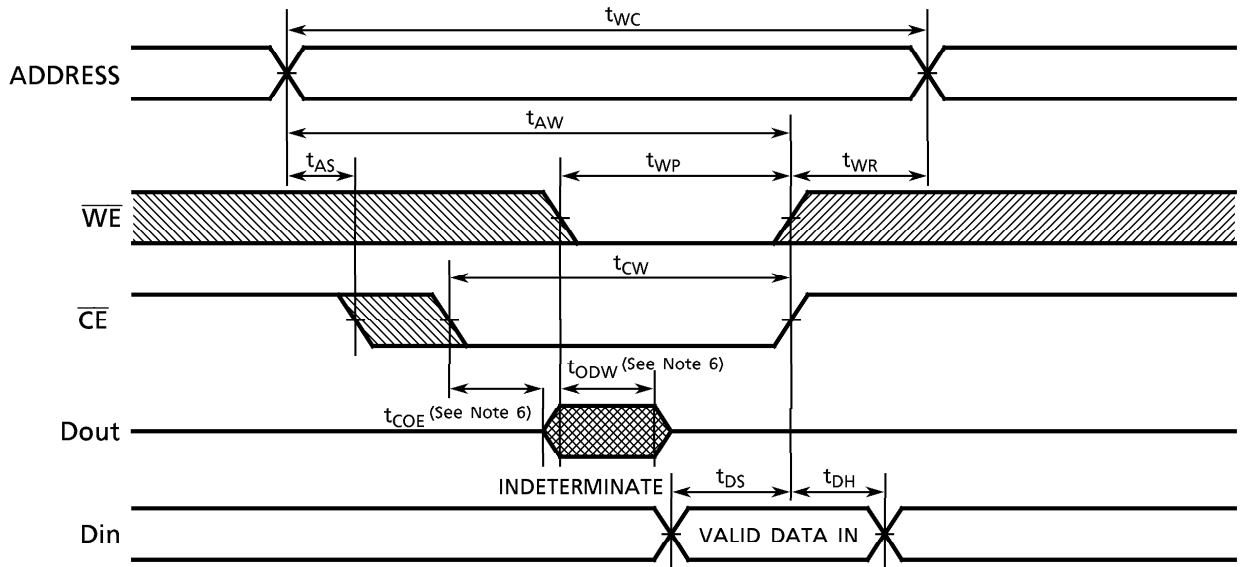 tWC
ADDRESS
tAW
tAS
tWP
tWR
WE
tCW
CE
tODW (See Note 6)
tCOE (See Note 6)
Dout
INDETERMINATE
tDS
tDH
Din
VALID DATA IN